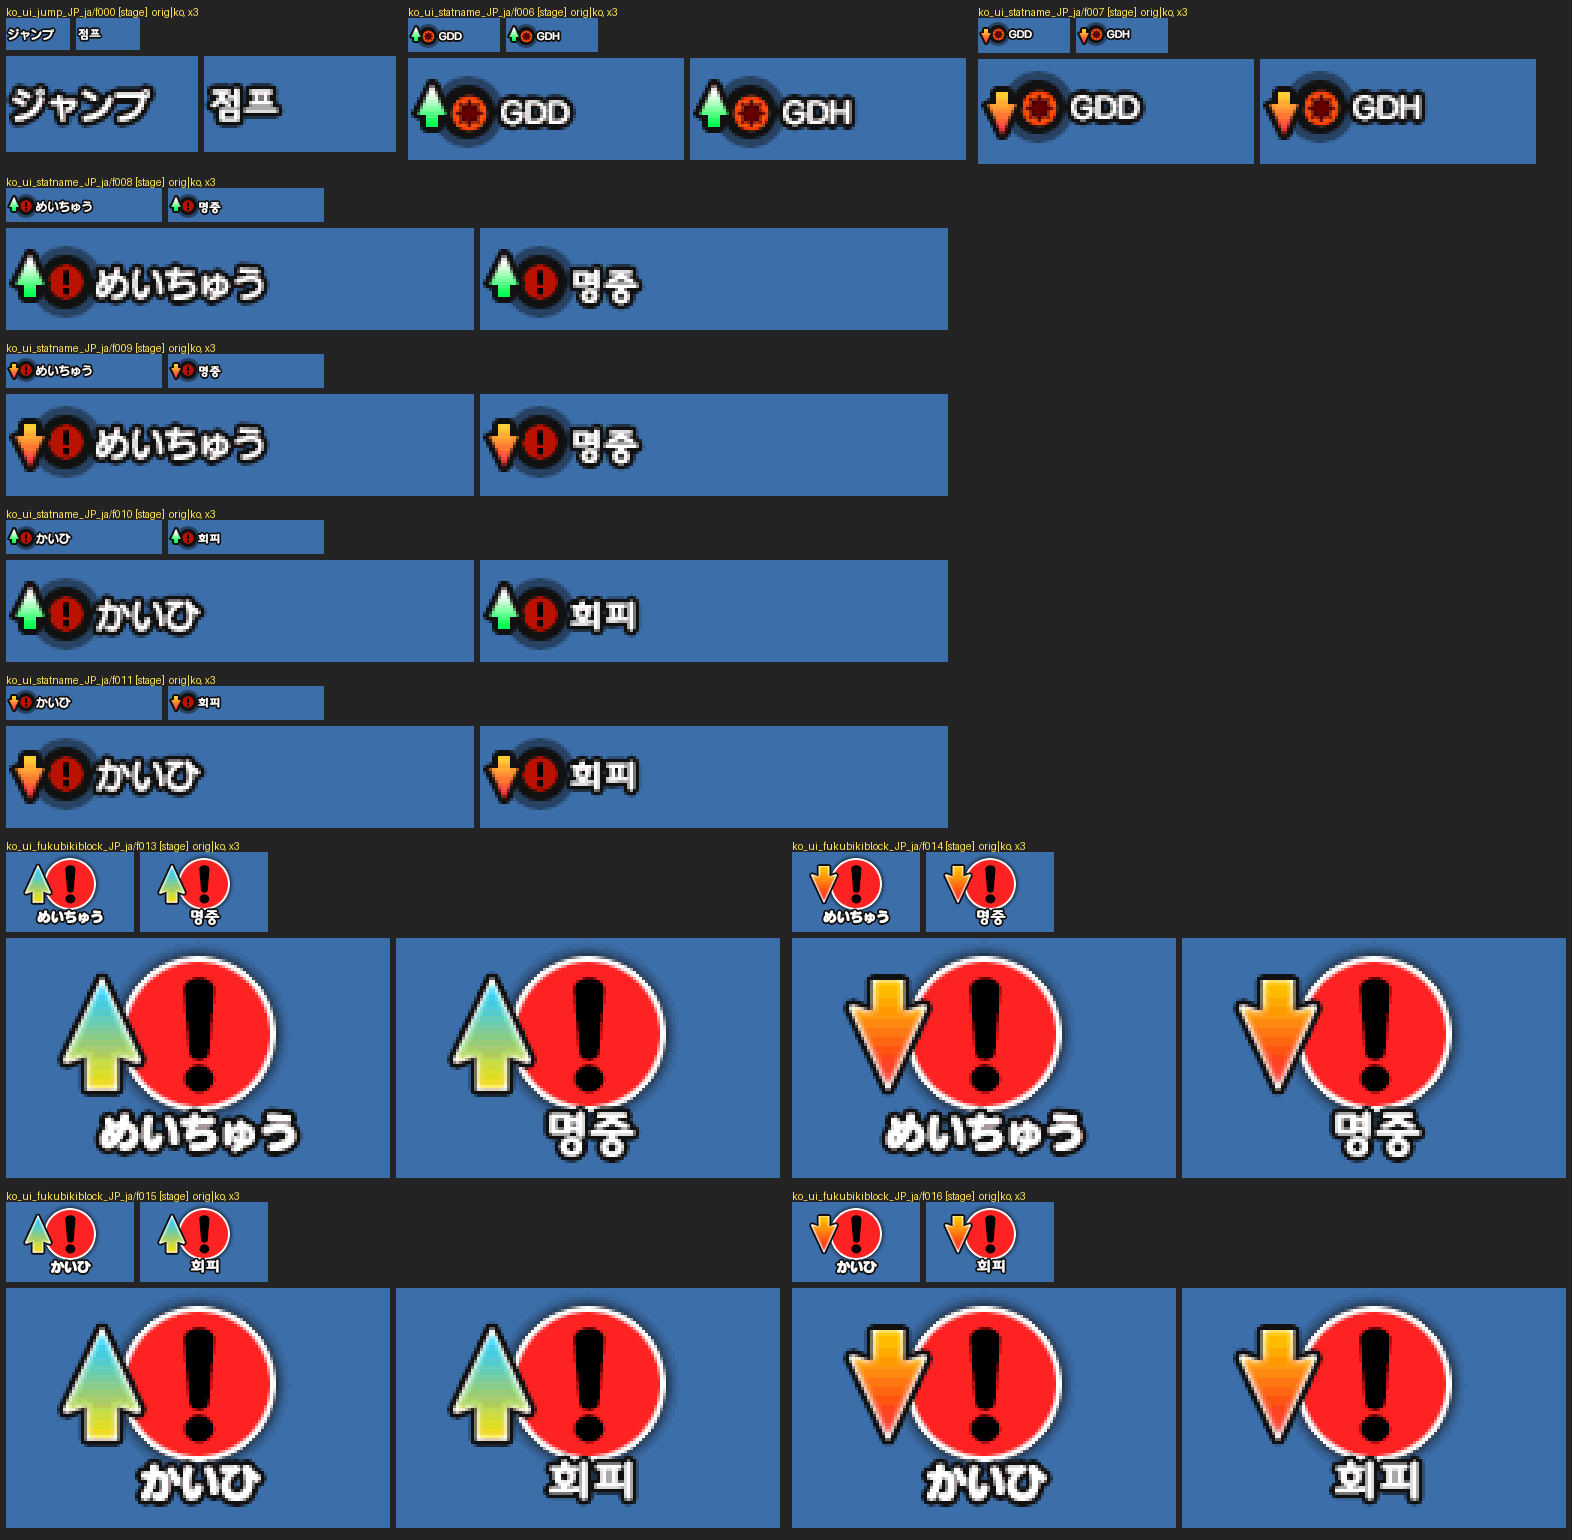 ko_ui_jump_JP_ja/f000 [stage] orig|ko, x3
ジャンプ 점프
ジャンプ 점프
ko_ui_statname_JP_ja/f006 [stage] orig|ko, x3
GDD GDH
GDD GDH
ko_ui_statname_JP_ja/f007 [stage] orig|ko, x3
GDD GDH
GDD GDH
ko_ui_statname_JP_ja/f008 [stage] orig|ko, x3
めいちゅう 명중
めいちゅう 명중
ko_ui_statname_JP_ja/f009 [stage] orig|ko, x3
めいちゅう 명중
めいちゅう 명중
ko_ui_statname_JP_ja/f010 [stage] orig|ko, x3
かいひ 회피
かいひ 회피
ko_ui_statname_JP_ja/f011 [stage] orig|ko, x3
かいひ 회피
かいひ 회피
ko_ui_fukubikiblock_JP_ja/f013 [stage] orig|ko, x3
めいちゅう 명중
めいちゅう 명중
ko_ui_fukubikiblock_JP_ja/f014 [stage] orig|ko, x3
めいちゅう 명중
めいちゅう 명중
ko_ui_fukubikiblock_JP_ja/f015 [stage] orig|ko, x3
かいひ 회피
かいひ 회피
ko_ui_fukubikiblock_JP_ja/f016 [stage] orig|ko, x3
かいひ 회피
かいひ 회피